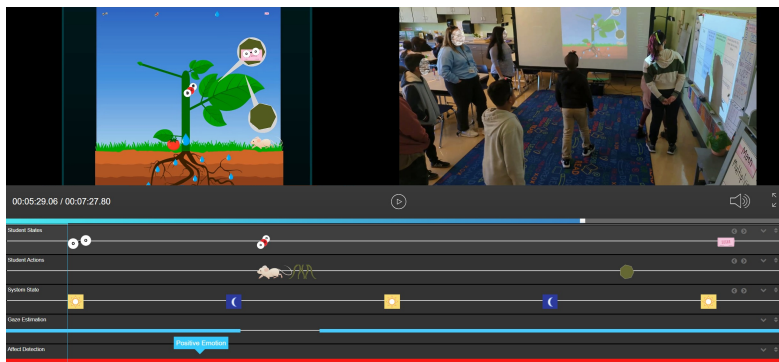 00:05:29.06 / 00:07:27.80
Student States
Student Actions
System State
Gaze Estimation
Positive Emotion
Affect Detection
Math